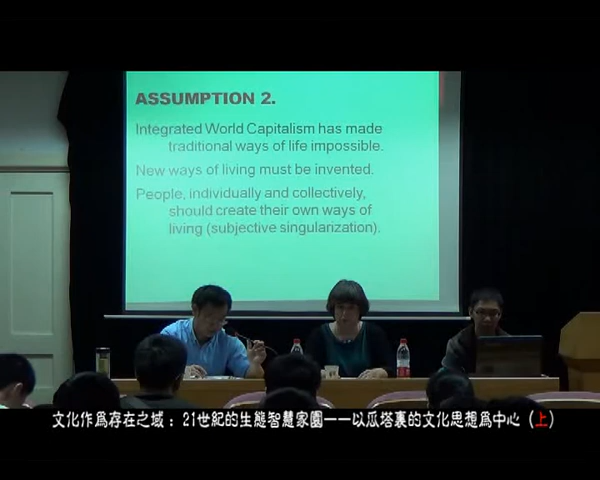 ASSUMPTION 2.
Integrated World Capitalism has made
traditional ways of life impossible.
New ways of living must be invented.
People, individually and collectively,
should create their own ways of
living (subjective singularization).
文化作爲存在之域：21世紀的生態智慧家園——以瓜塔裏的文化思想爲中心（上）